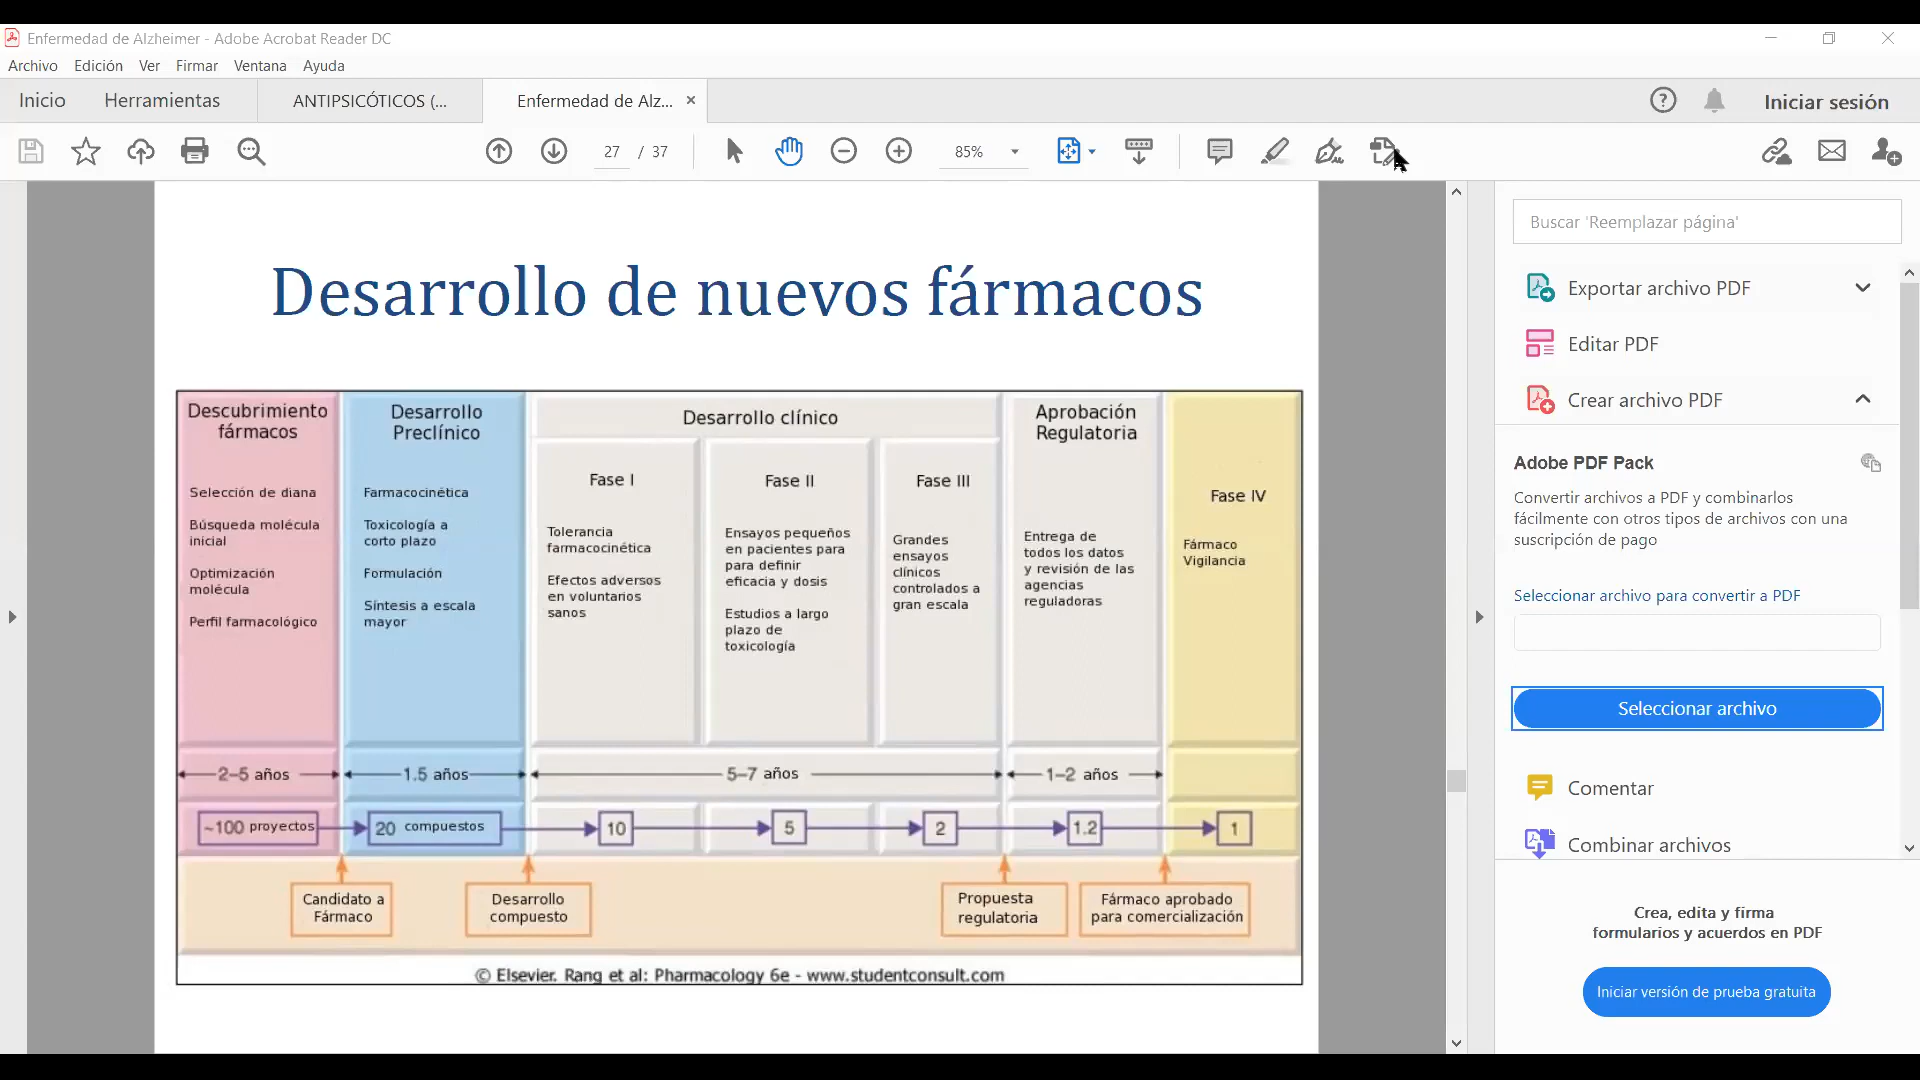 Enfermedad de Alzheimer - Adobe Acrobat Reader DC
Archivo Edición Ver Firmar Ventana Ayuda
Inicio Herramientas ANTIPSICÓTICOS (... Enfermedad de Alz... Iniciar sesión
27 / 37 85%
Desarrollo de nuevos fármacos
Descubrimiento
fármacos
Selección de diana
Búsqueda molécula
inicial
Optimización
molécula
Perfil farmacológico
Desarrollo
Preclínico
Farmacocinética
Toxicología a
corto plazo
Formulación
Síntesis a escala
mayor
Desarrollo clínico
Fase I
Tolerancia
farmacocinética
Efectos adversos
en voluntarios
sanos
Fase II
Ensayos pequeños
en pacientes para
para definir
eficacia y dosis
Estudios a largo
plazo de
toxicología
Fase III
Grandes
ensayos
clínicos
controlados a
gran escala
Aprobación
Regulatoria
Entrega de
todos los datos
y revisión de las
agencias
reguladoras
Fase IV
Fármaco
Vigilancia
2–5 años 1.5 años 5–7 años 1–2 años
~100 proyectos 20 compuestos 10 5 2 1.2 1
Candidato a
Fármaco
Desarrollo
compuesto
Propuesta
regulatoria
Fármaco aprobado
para comercialización
© Elsevier. Rang et al: Pharmacology 6e - www.studentconsult.com
Buscar 'Reemplazar página'
Exportar archivo PDF
Editar PDF
Crear archivo PDF
Adobe PDF Pack
Convertir archivos a PDF y combinarlos
fácilmente con otros tipos de archivos con una
suscripción de pago
Seleccionar archivo para convertir a PDF
Seleccionar archivo
Comentar
Combinar archivos
Crea, edita y firma
formularios y acuerdos en PDF
Iniciar versión de prueba gratuita